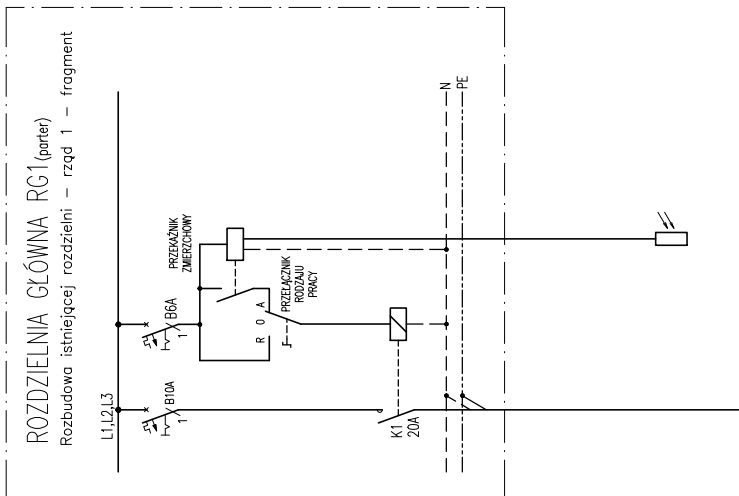 ROZDZIELNIA GŁÓWNA RG1(parter)
Rozbudowa istniejącej rozdzielni – rząd 1 – fragment
L1,L2,L3
N
PE
PRZEKAŹNIK
ZMIERZCHOWY
B6A
1
R O A
PRZEŁĄCZNIK
RODZAJU
PRACY
B10A
1
K1
20A